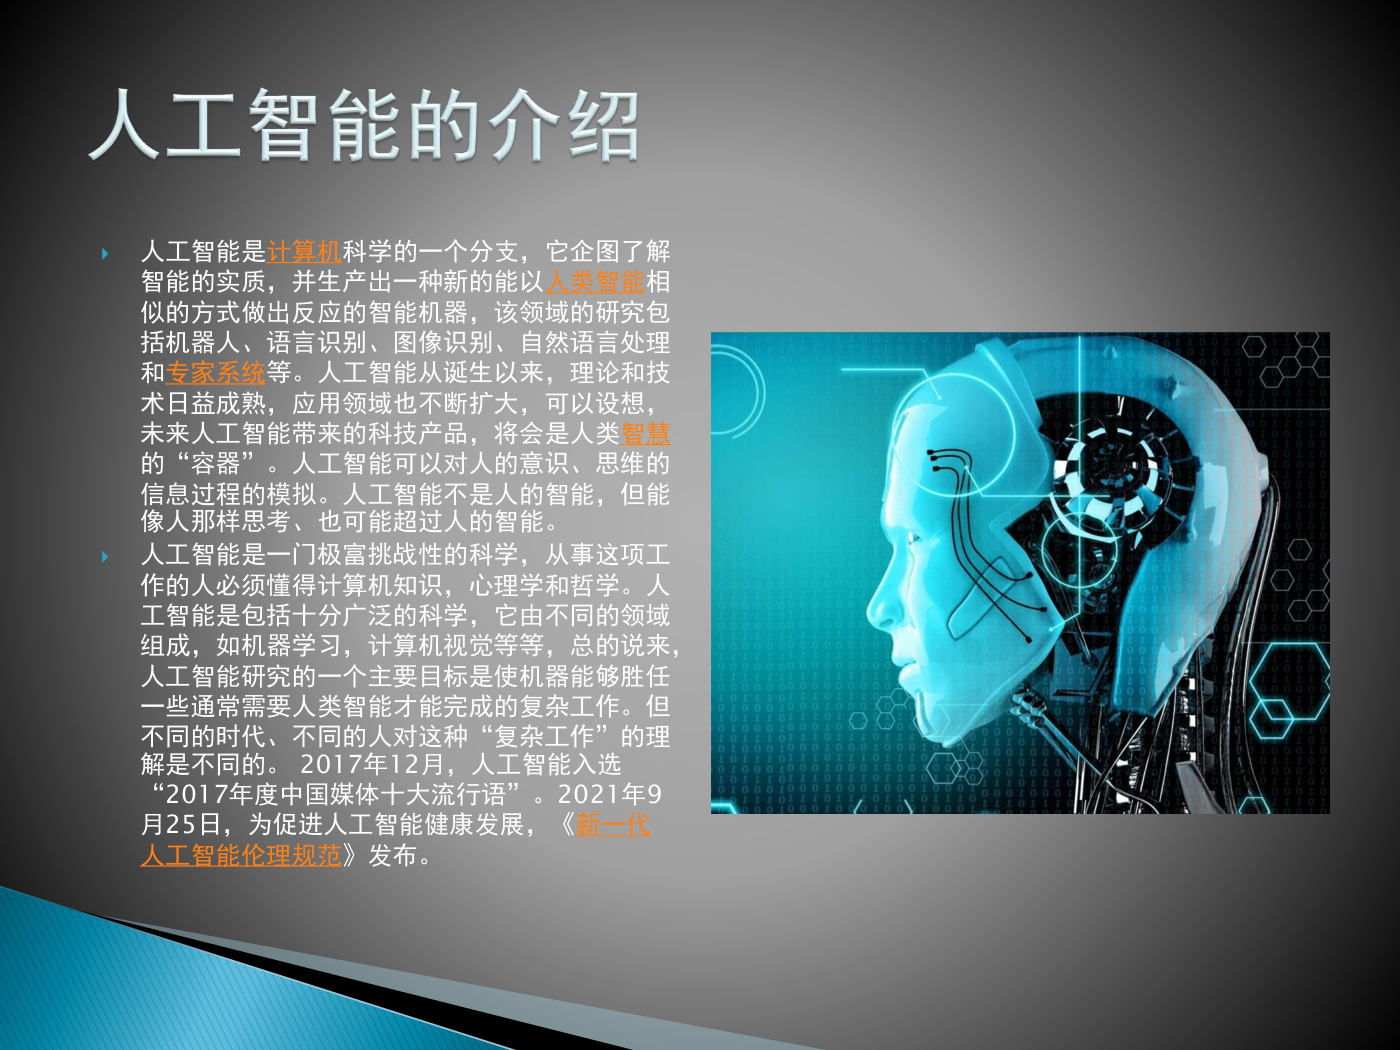 人工智能的介绍
人工智能是计算机科学的一个分支，它企图了解
智能的实质，并生产出一种新的能以人类智能相
似的方式做出反应的智能机器，该领域的研究包
括机器人、语言识别、图像识别、自然语言处理
和专家系统等。人工智能从诞生以来，理论和技
术日益成熟，应用领域也不断扩大，可以设想，
未来人工智能带来的科技产品，将会是人类智慧
的“容器”。人工智能可以对人的意识、思维的
信息过程的模拟。人工智能不是人的智能，但能
像人那样思考、也可能超过人的智能。
人工智能是一门极富挑战性的科学，从事这项工
作的人必须懂得计算机知识，心理学和哲学。人
工智能是包括十分广泛的科学，它由不同的领域
组成，如机器学习，计算机视觉等等，总的说来，
人工智能研究的一个主要目标是使机器能够胜任
一些通常需要人类智能才能完成的复杂工作。但
不同的时代、不同的人对这种“复杂工作”的理
解是不同的。 2017年12月，人工智能入选
“2017年度中国媒体十大流行语”。2021年9
月25日，为促进人工智能健康发展，《新一代
人工智能伦理规范》发布。